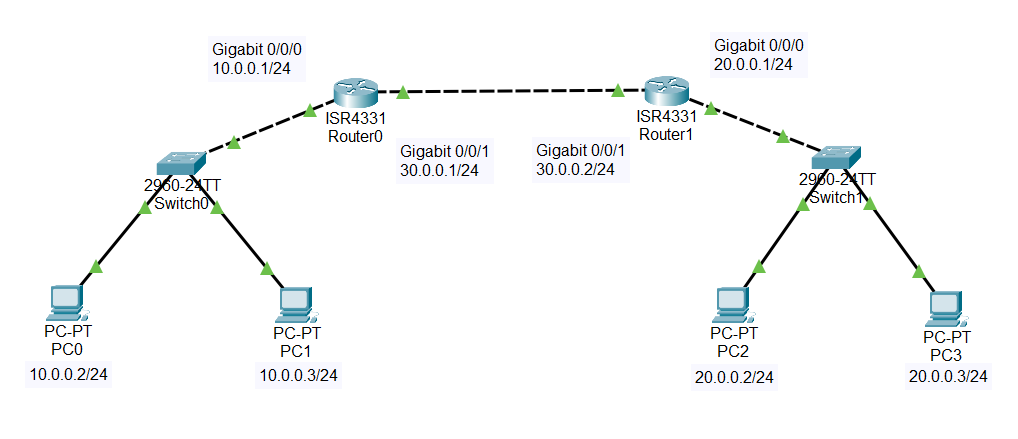 Gigabit 0/0/0
10.0.0.1/24
Gigabit 0/0/0
20.0.0.1/24
ISR4331
Router0
ISR4331
Router1
Gigabit 0/0/1
30.0.0.1/24
Gigabit 0/0/1
30.0.0.2/24
2960-24TT
Switch0
2960-24TT
Switch1
PC-PT
PC0
10.0.0.2/24
PC-PT
PC1
10.0.0.3/24
PC-PT
PC2
20.0.0.2/24
PC-PT
PC3
20.0.0.3/24